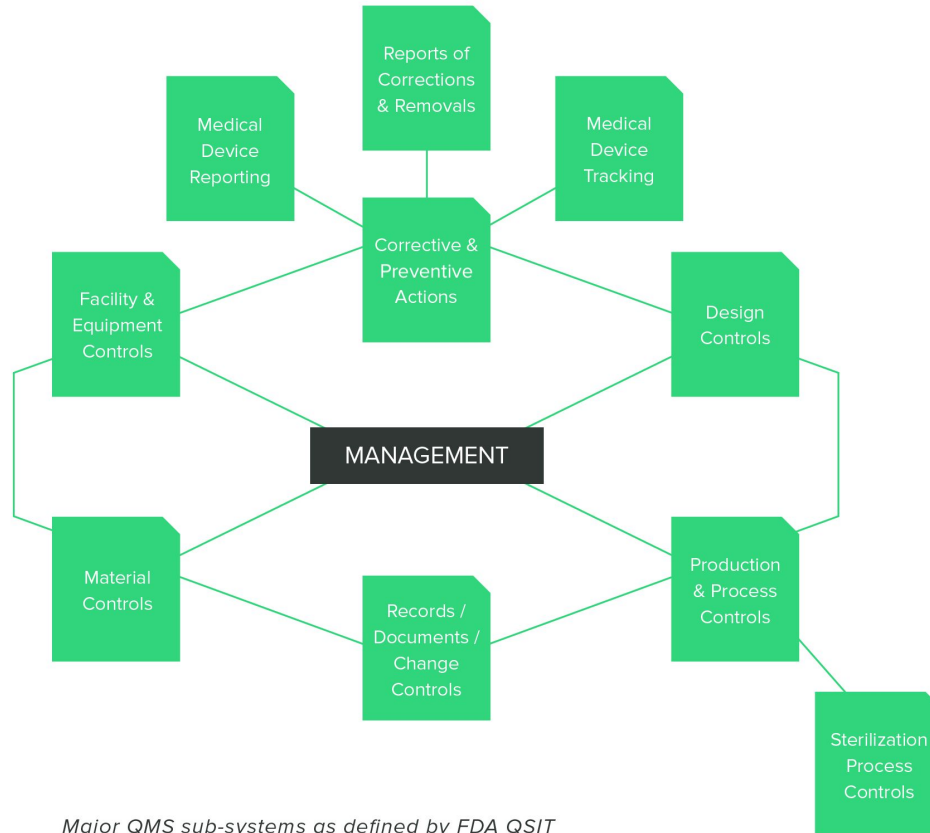 Reports of
Corrections
& Removals
Medical
Device
Reporting
Medical
Device
Tracking
Corrective &
Preventive
Actions
Facility &
Equipment
Controls
Design
Controls
MANAGEMENT
Material
Controls
Production
& Process
Controls
Records /
Documents /
Change
Controls
Sterilization
Process
Controls
Major QMS sub-systems as defined by FDA QSIT